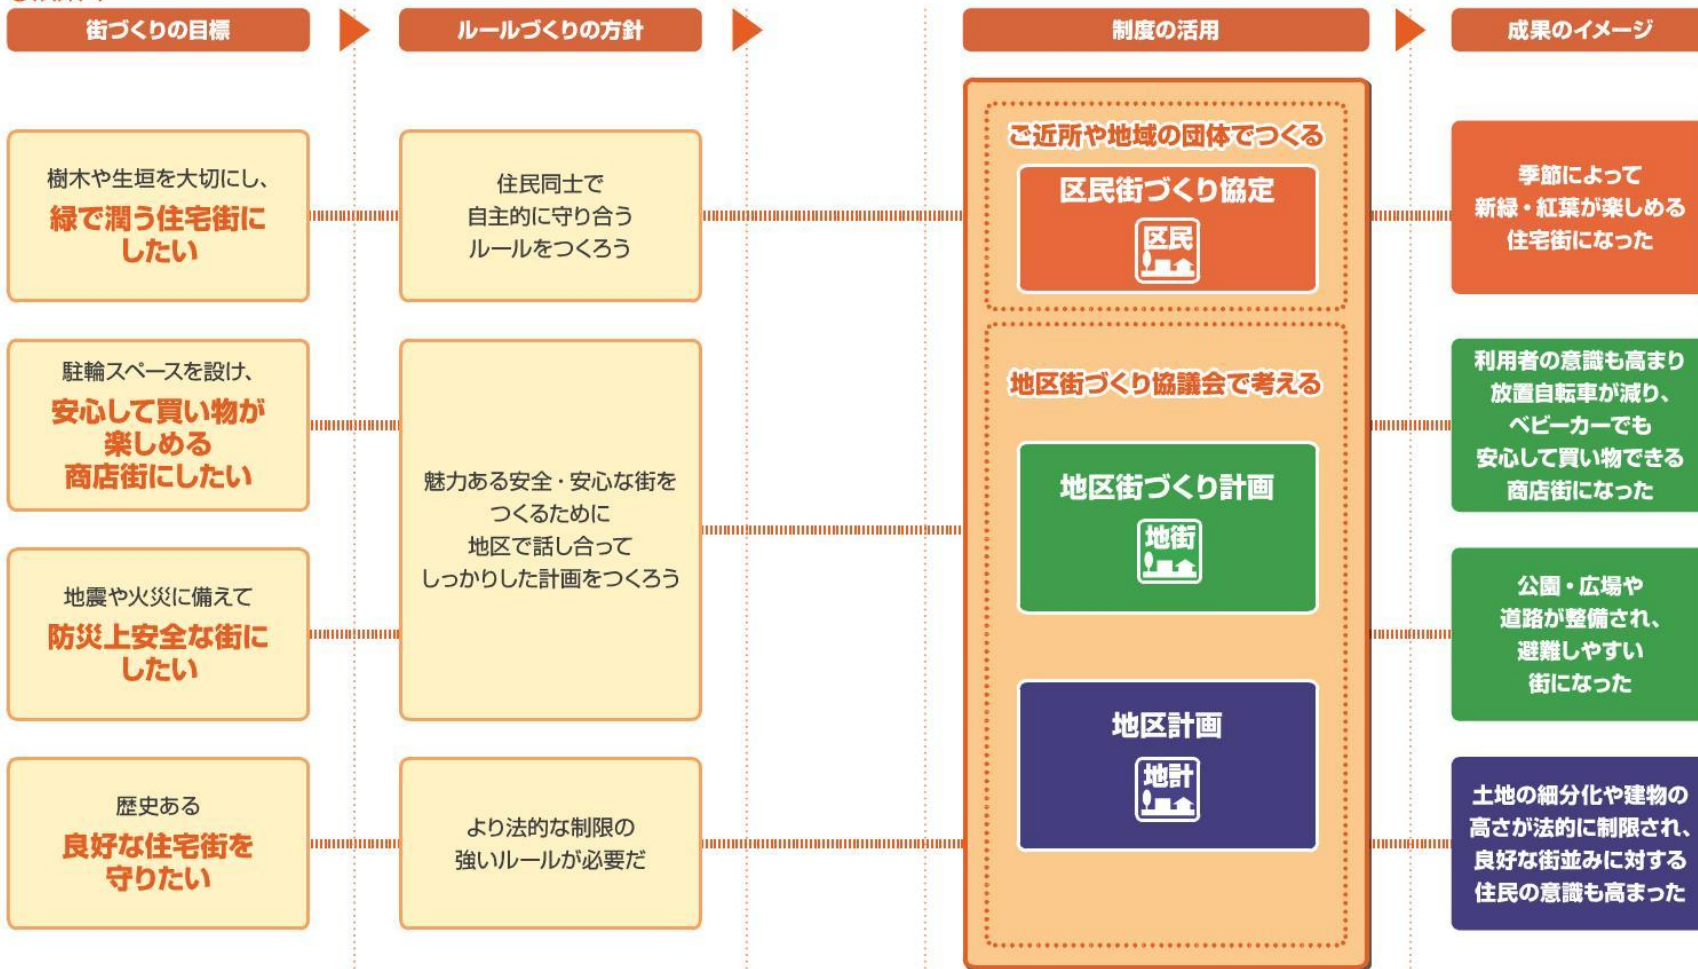 街づくりの目標
ルールづくりの方針
制度の活用
成果のイメージ
樹木や生垣を大切にし、
緑で潤う住宅街に
したい
住民同士で
自主的に守り合う
ルールをつくろう
ご近所や地域の団体でつくる
区民街づくり協定
区民
季節によって
新緑・紅葉が楽しめる
住宅街になった
駐輪スペースを設け、
安心して買い物が
楽しめる
商店街にしたい
地震や火災に備えて
防災上安全な街に
したい
魅力ある安全・安心な街を
つくるために
地区で話し合って
しっかりした計画をつくろう
地区街づくり協議会で考える
地区街づくり計画
地街
利用者の意識も高まり
放置自転車が減り、
ベビーカーでも
安心して買い物できる
商店街になった
公園・広場や
道路が整備され、
避難しやすい
街になった
歴史ある
良好な住宅街を
守りたい
より法的な制限の
強いルールが必要だ
地区計画
地計
土地の細分化や建物の
高さが法的に制限され、
良好な街並みに対する
住民の意識も高まった